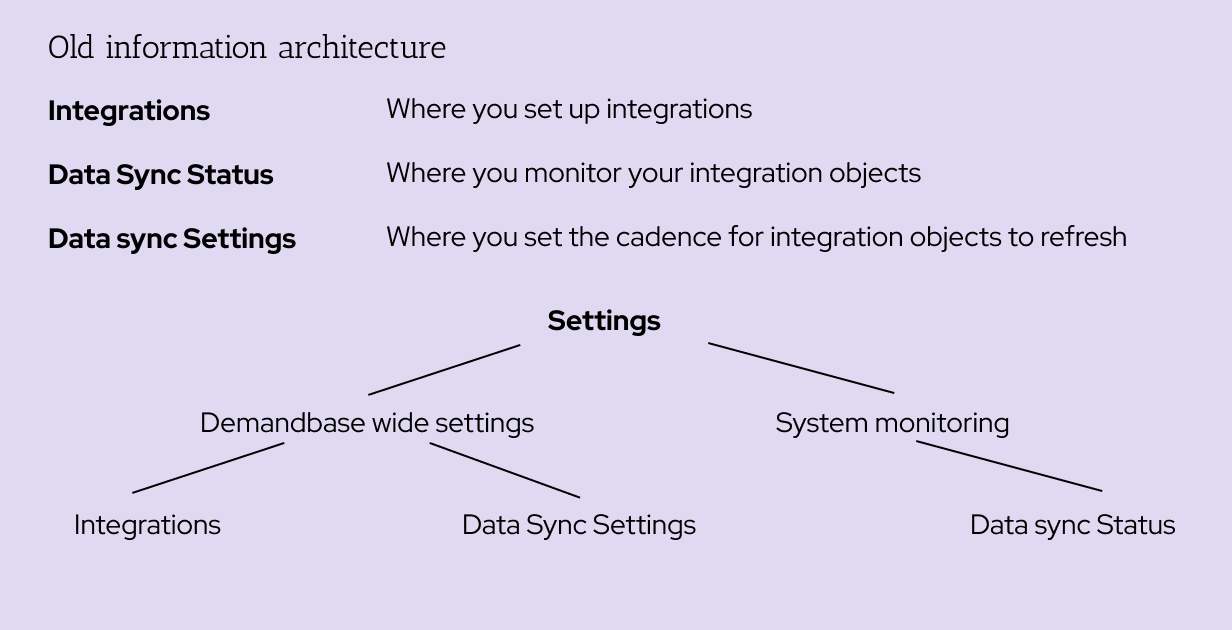 Old information architecture
Integrations Where you set up integrations
Data Sync Status Where you monitor your integration objects
Data sync Settings Where you set the cadence for integration objects to refresh
Settings
Demandbase wide settings System monitoring
Integrations Data Sync Settings Data sync Status